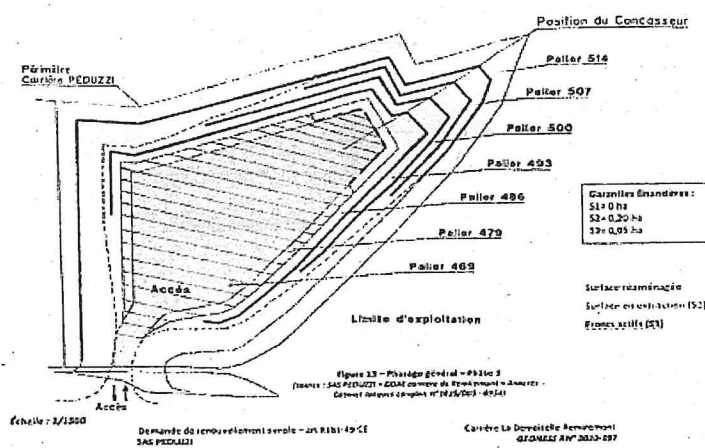 Position du Concasseur
Palier 514
Périmètre
Carrière PEDUZZI
Palier 507
Palier 500
Palier 493
Garanties financières :
S1= 0 ha
S2= 0,20 ha
S3= 0,05 ha
Palier 486
Palier 479
Palier 469
Accès
Surface réaménagée
Surface en extraction (S2)
Limite d'exploitation
Fronts actifs (S3)
Figure 13 – Phasage général – Phase 5
Accès
Échelle : 1/1500
Demande de renouvellement simple –
SAS PEDUZZI
Carrière La Demoiselle Remiremont